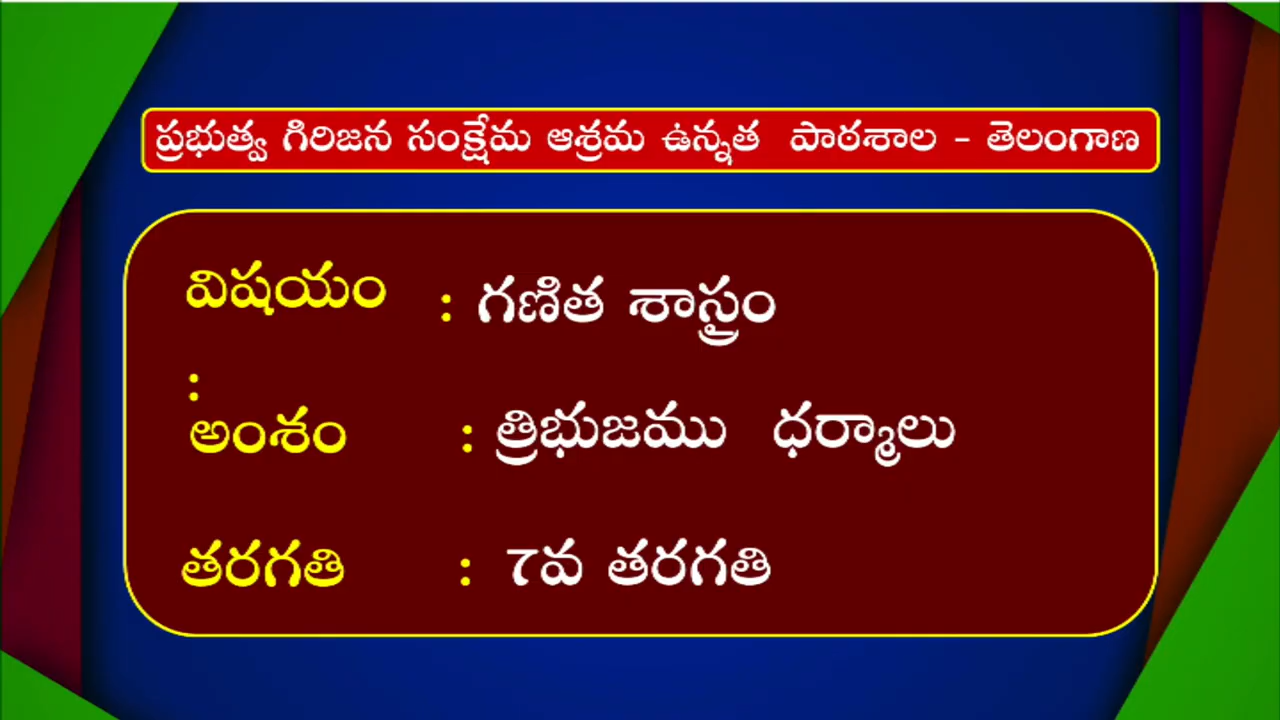 ప్రభుత్వ గిరిజన సంక్షేమ ఆశ్రమ ఉన్నత పాఠశాల - తెలంగాణ
విషయం : గణిత శాస్త్రం
:
అంశం : త్రిభుజము ధర్మాలు
తరగతి : 7వ తరగతి